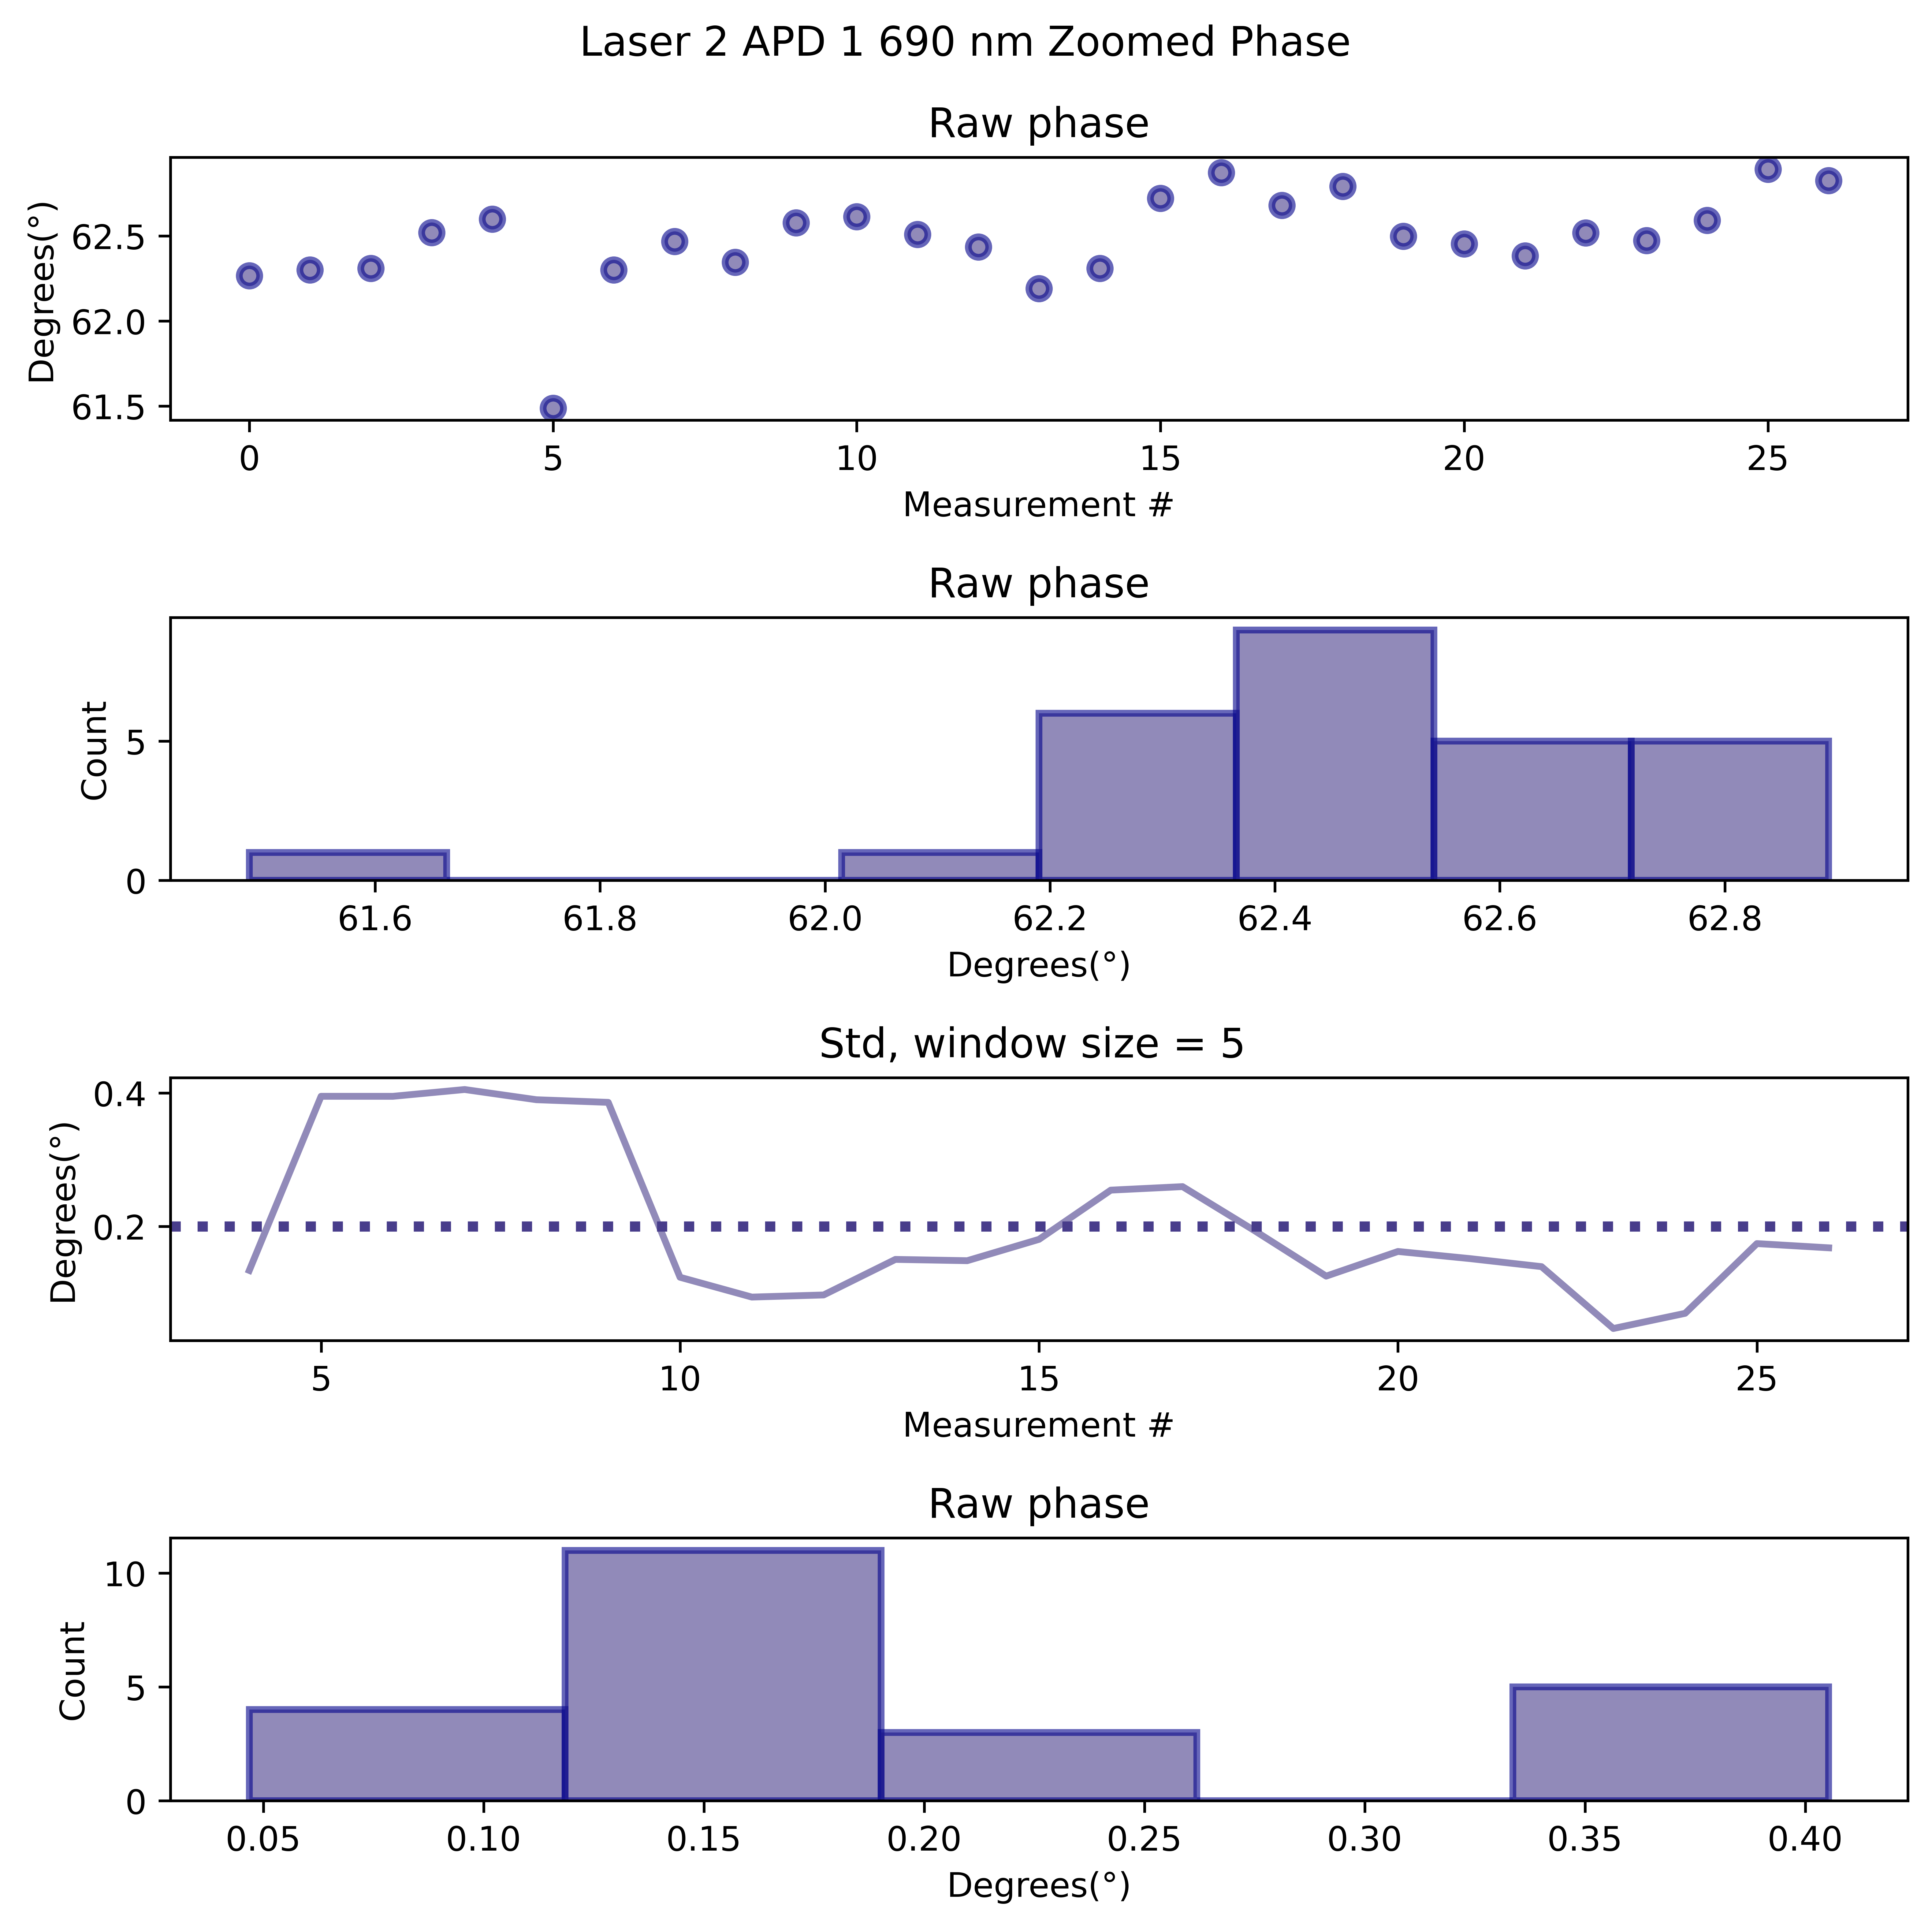 Laser 2 APD 1 690 nm Zoomed Phase
Raw phase
Degrees(°)
62.5
62.0
61.5
0 5 10 15 20 25
Measurement #
Raw phase
Count
5
0
61.6 61.8 62.0 62.2 62.4 62.6 62.8
Degrees(°)
Std, window size = 5
Degrees(°)
0.4
0.2
5 10 15 20 25
Measurement #
Raw phase
Count
10
5
0
0.05 0.10 0.15 0.20 0.25 0.30 0.35 0.40
Degrees(°)